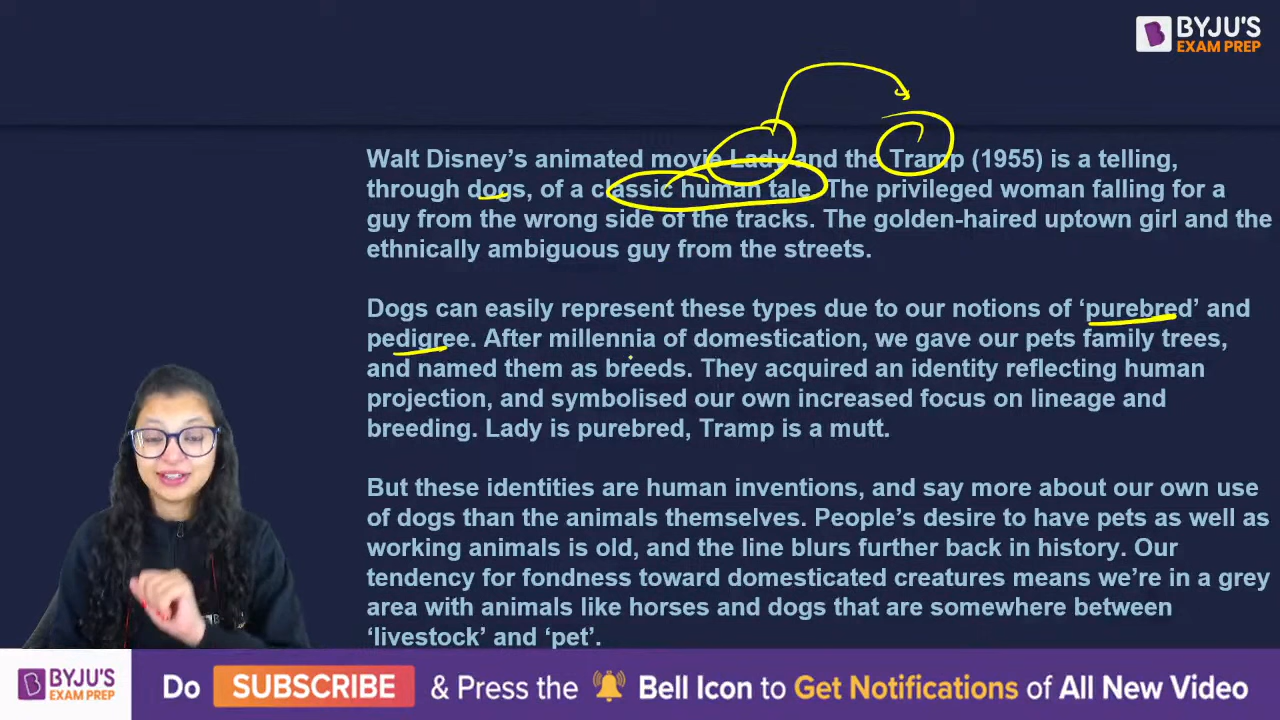 BYJU'S
EXAM PREP
Walt Disney's animated movie Lady and the Tramp (1955) is a telling,
through dogs, of a classic human tale. The privileged woman falling for a
guy from the wrong side of the tracks. The golden-haired uptown girl and the
ethnically ambiguous guy from the streets.
Dogs can easily represent these types due to our notions of ‘purebred’ and
pedigree. After millennia of domestication, we gave our pets family trees,
and named them as breeds. They acquired an identity reflecting human
projection, and symbolised our own increased focus on lineage and
breeding. Lady is purebred, Tramp is a mutt.
But these identities are human inventions, and say more about our own use
of dogs than the animals themselves. People's desire to have pets as well as
working animals is old, and the line blurs further back in history. Our
tendency for fondness toward domesticated creatures means we're in a grey
area with animals like horses and dogs that are somewhere between
‘livestock’ and ‘pet’.
BYJU'S
EXAM PREP
Do SUBSCRIBE & Press the Bell Icon to Get Notifications of All New Video